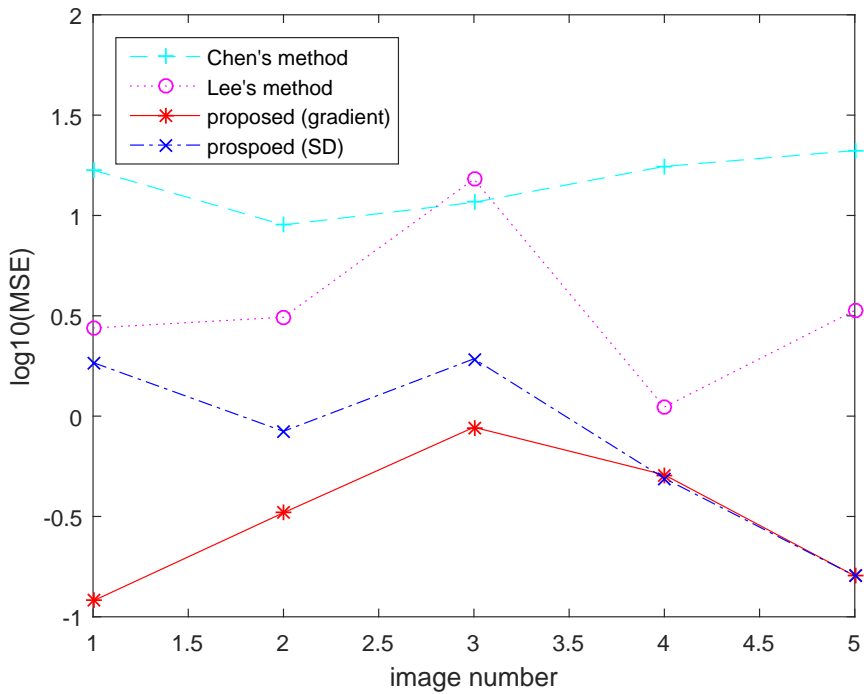 2
1.5
1
0.5
0
-0.5
-1
log10(MSE)
Chen's method
Lee's method
proposed (gradient)
prospoed (SD)
1 1.5 2 2.5 3 3.5 4 4.5 5
image number